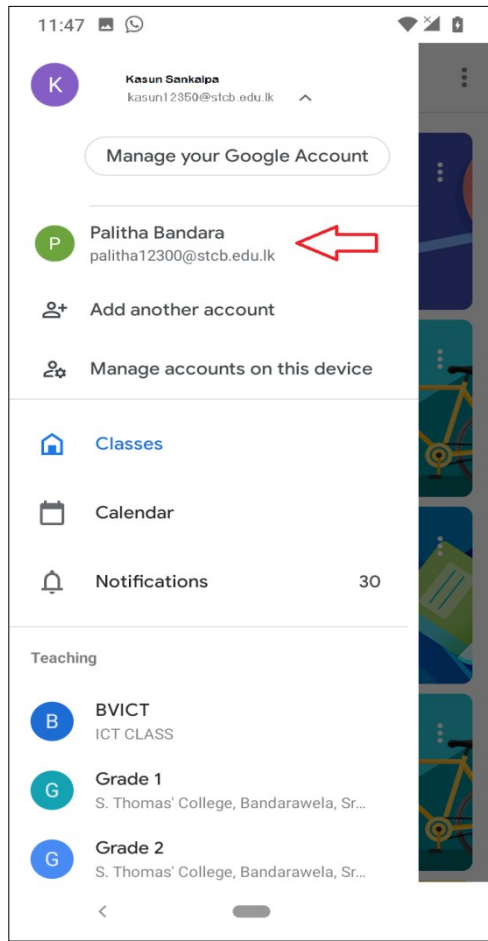 11:47
K
Kasun Sankalpa
kasun12350@stcb.edu.lk
Manage your Google Account
P
Palitha Bandara
palitha12300@stcb.edu.lk
Add another account
Manage accounts on this device
Classes
Calendar
Notifications 30
Teaching
B
BVICT
ICT CLASS
G
Grade 1
S. Thomas' College, Bandarawela, Sr...
G
Grade 2
S. Thomas' College, Bandarawela, Sr...